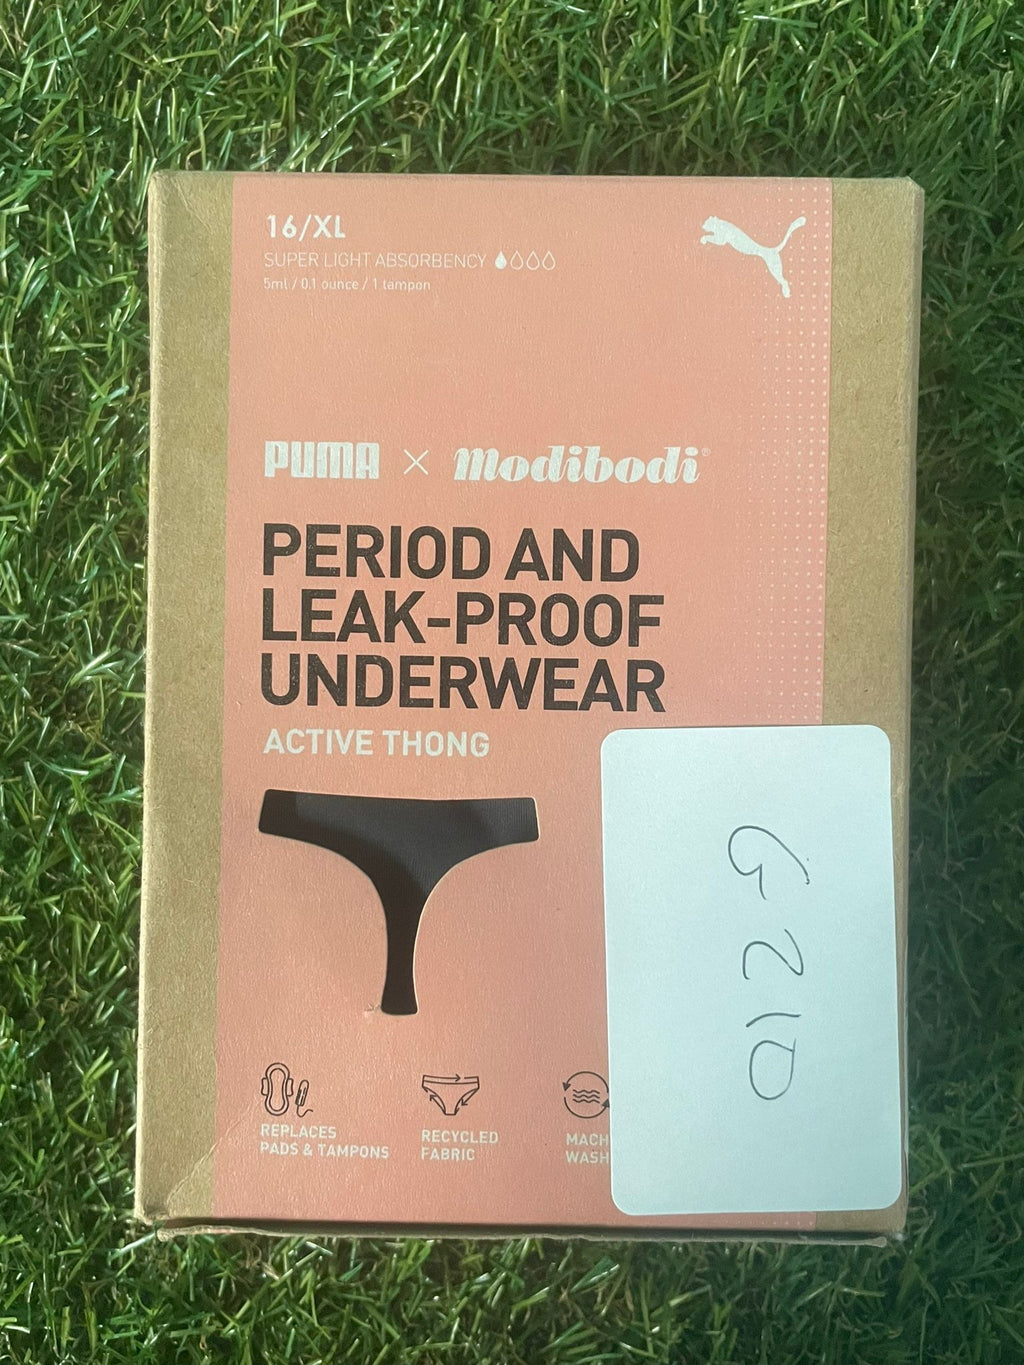 16/XL
SUPER LIGHT ABSORBENCY
5ml / 0.1 ounce / 1 tampon
PUMA × modibodi®
PERIOD AND
LEAK-PROOF
UNDERWEAR
ACTIVE THONG
REPLACES
PADS & TAMPONS
RECYCLED
FABRIC
MACH
WASH
G210